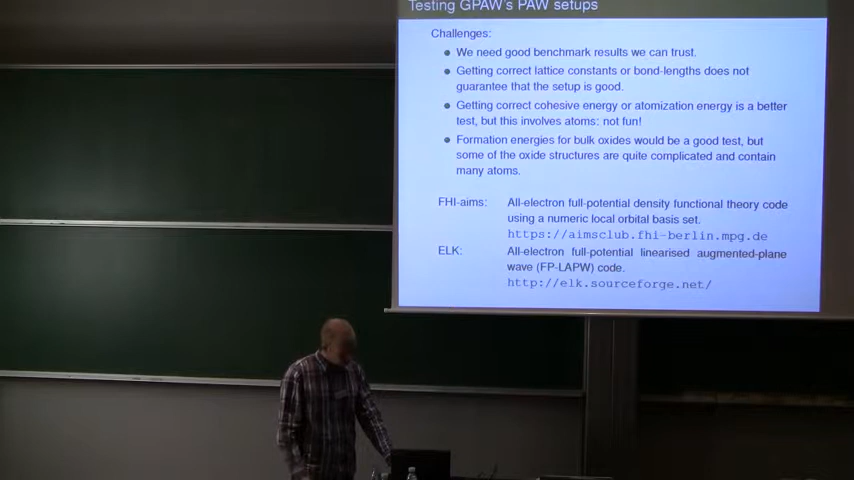 Testing GPAW's PAW setups
Challenges:
We need good benchmark results we can trust.
Getting correct lattice constants or bond-lengths does not
guarantee that the setup is good.
Getting correct cohesive energy or atomization energy is a better
test, but this involves atoms: not fun!
Formation energies for bulk oxides would be a good test, but
some of the oxide structures are quite complicated and contain
many atoms.
FHI-aims: All-electron full-potential density functional theory code
using a numeric local orbital basis set.
https://aimsclub.fhi-berlin.mpg.de
ELK: All-electron full-potential linearised augmented-plane
wave (FP-LAPW) code.
http://elk.sourceforge.net/